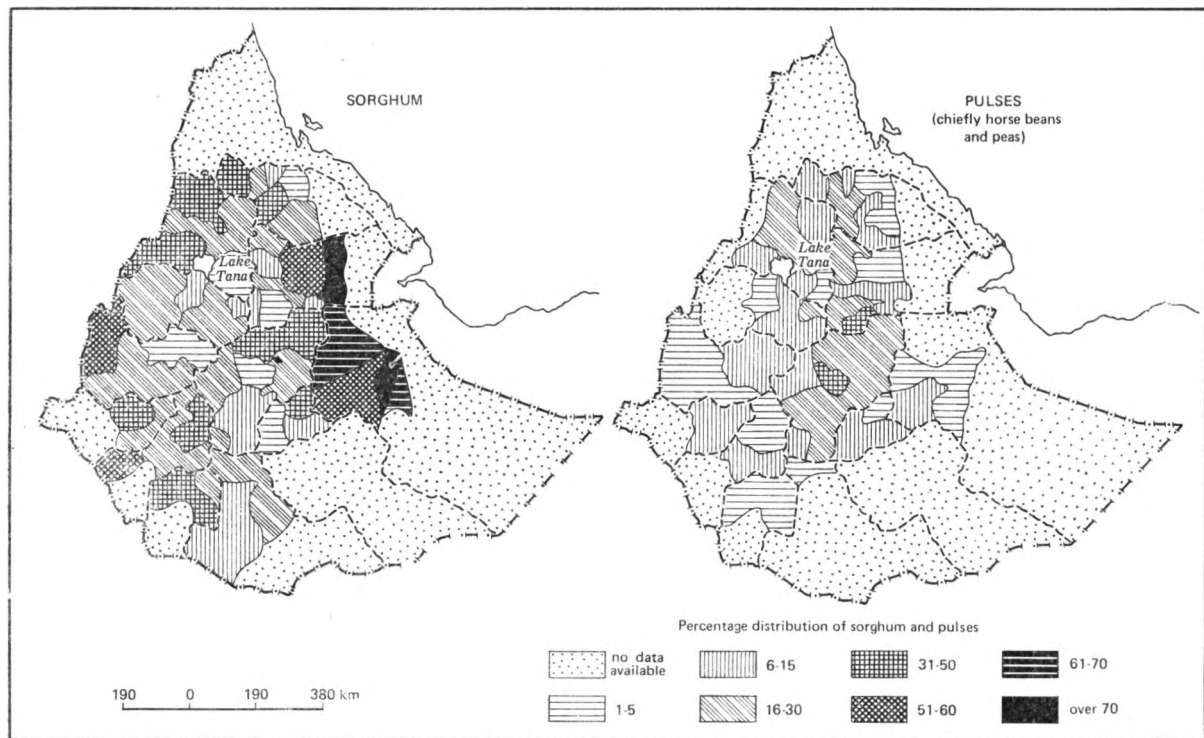 SORGHUM
Lake
Tana
PULSES
(chiefly horse beans
and peas)
Lake
Tana
Percentage distribution of sorghum and pulses
no data
available
6-15
31-50
61-70
1-5
16-30
51-60
over 70
190 0 190 380 km